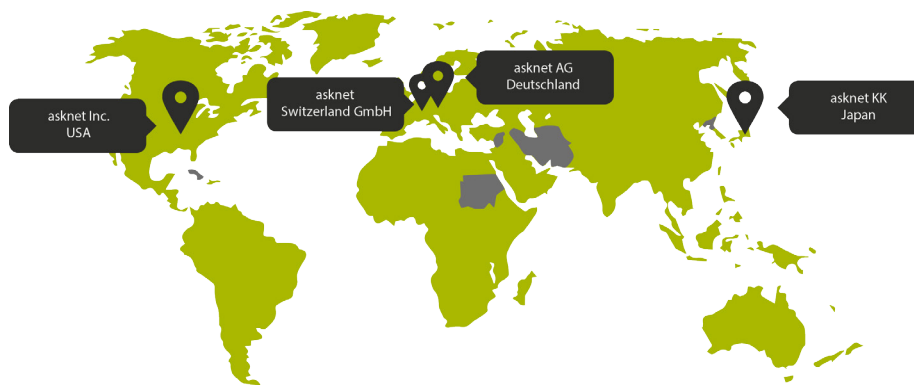 asknet Inc.
USA
asknet
Switzerland GmbH
asknet AG
Deutschland
asknet KK
Japan